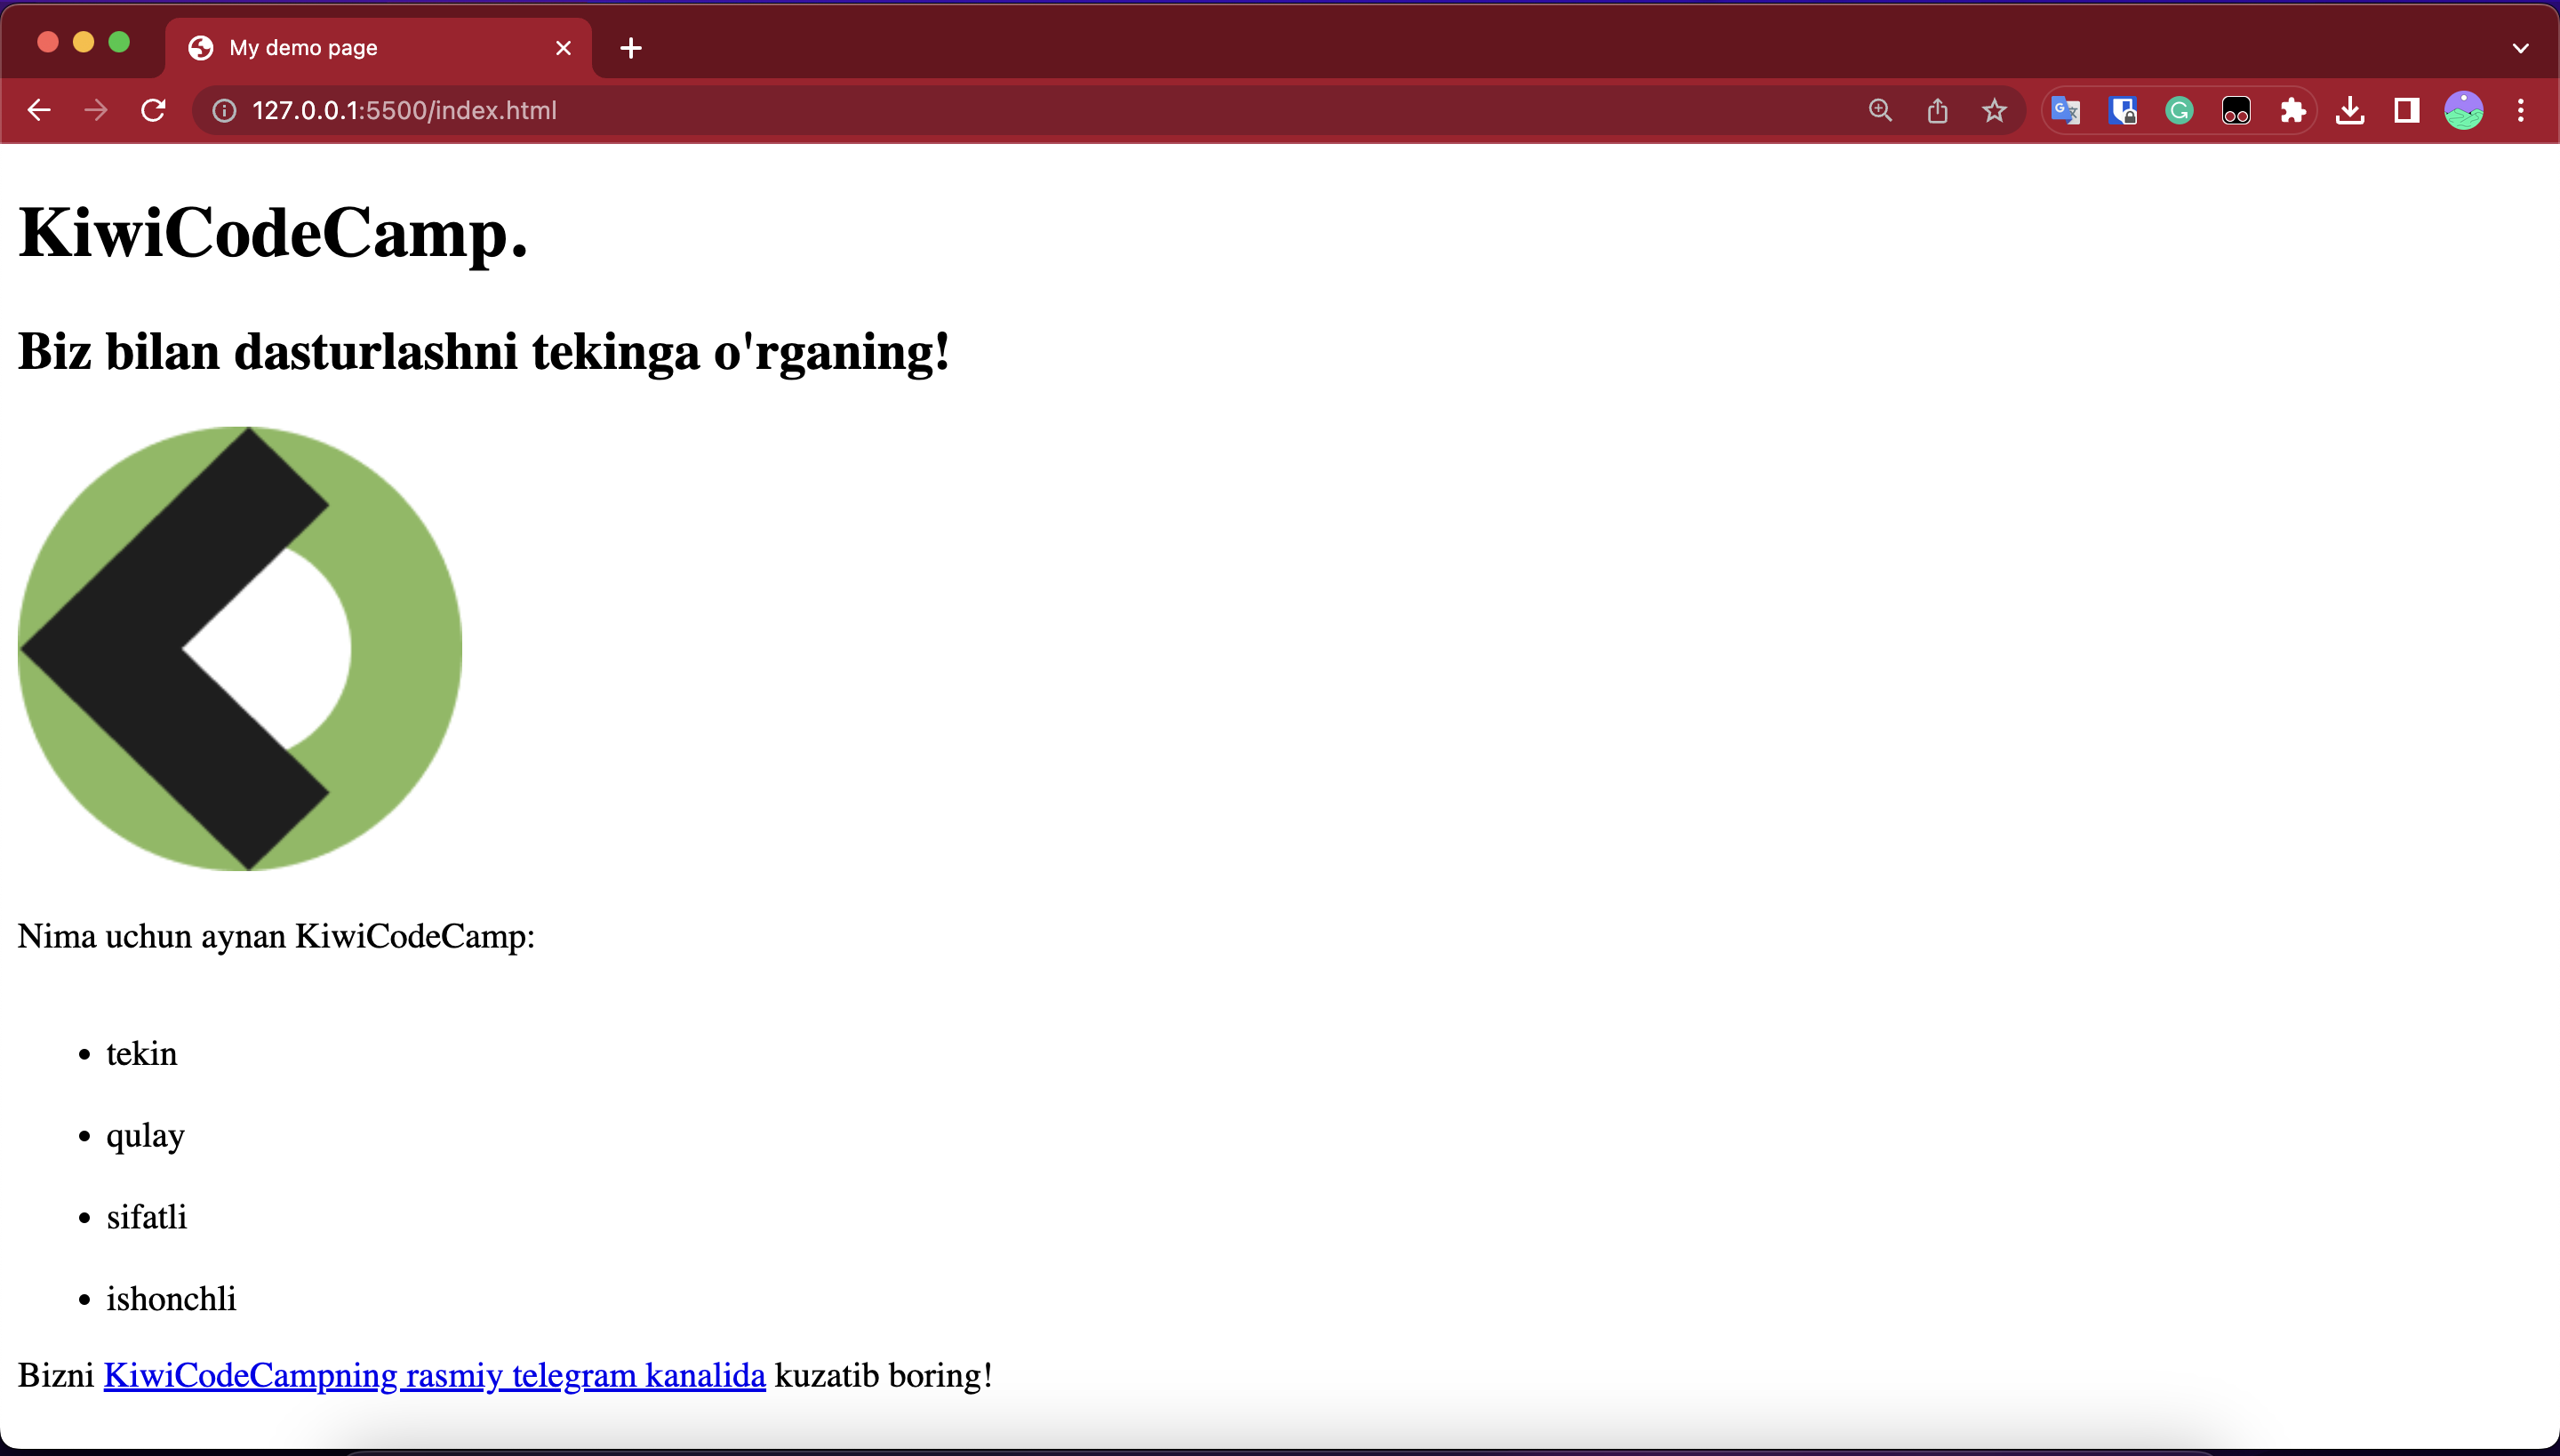 My demo page
127.0.0.1:5500/index.html
KiwiCodeCamp.
Biz bilan dasturlashni tekinga o'rganing!
Nima uchun aynan KiwiCodeCamp:
• tekin
• qulay
• sifatli
• ishonchli
Bizni KiwiCodeCampning rasmiy telegram kanalida kuzatib boring!